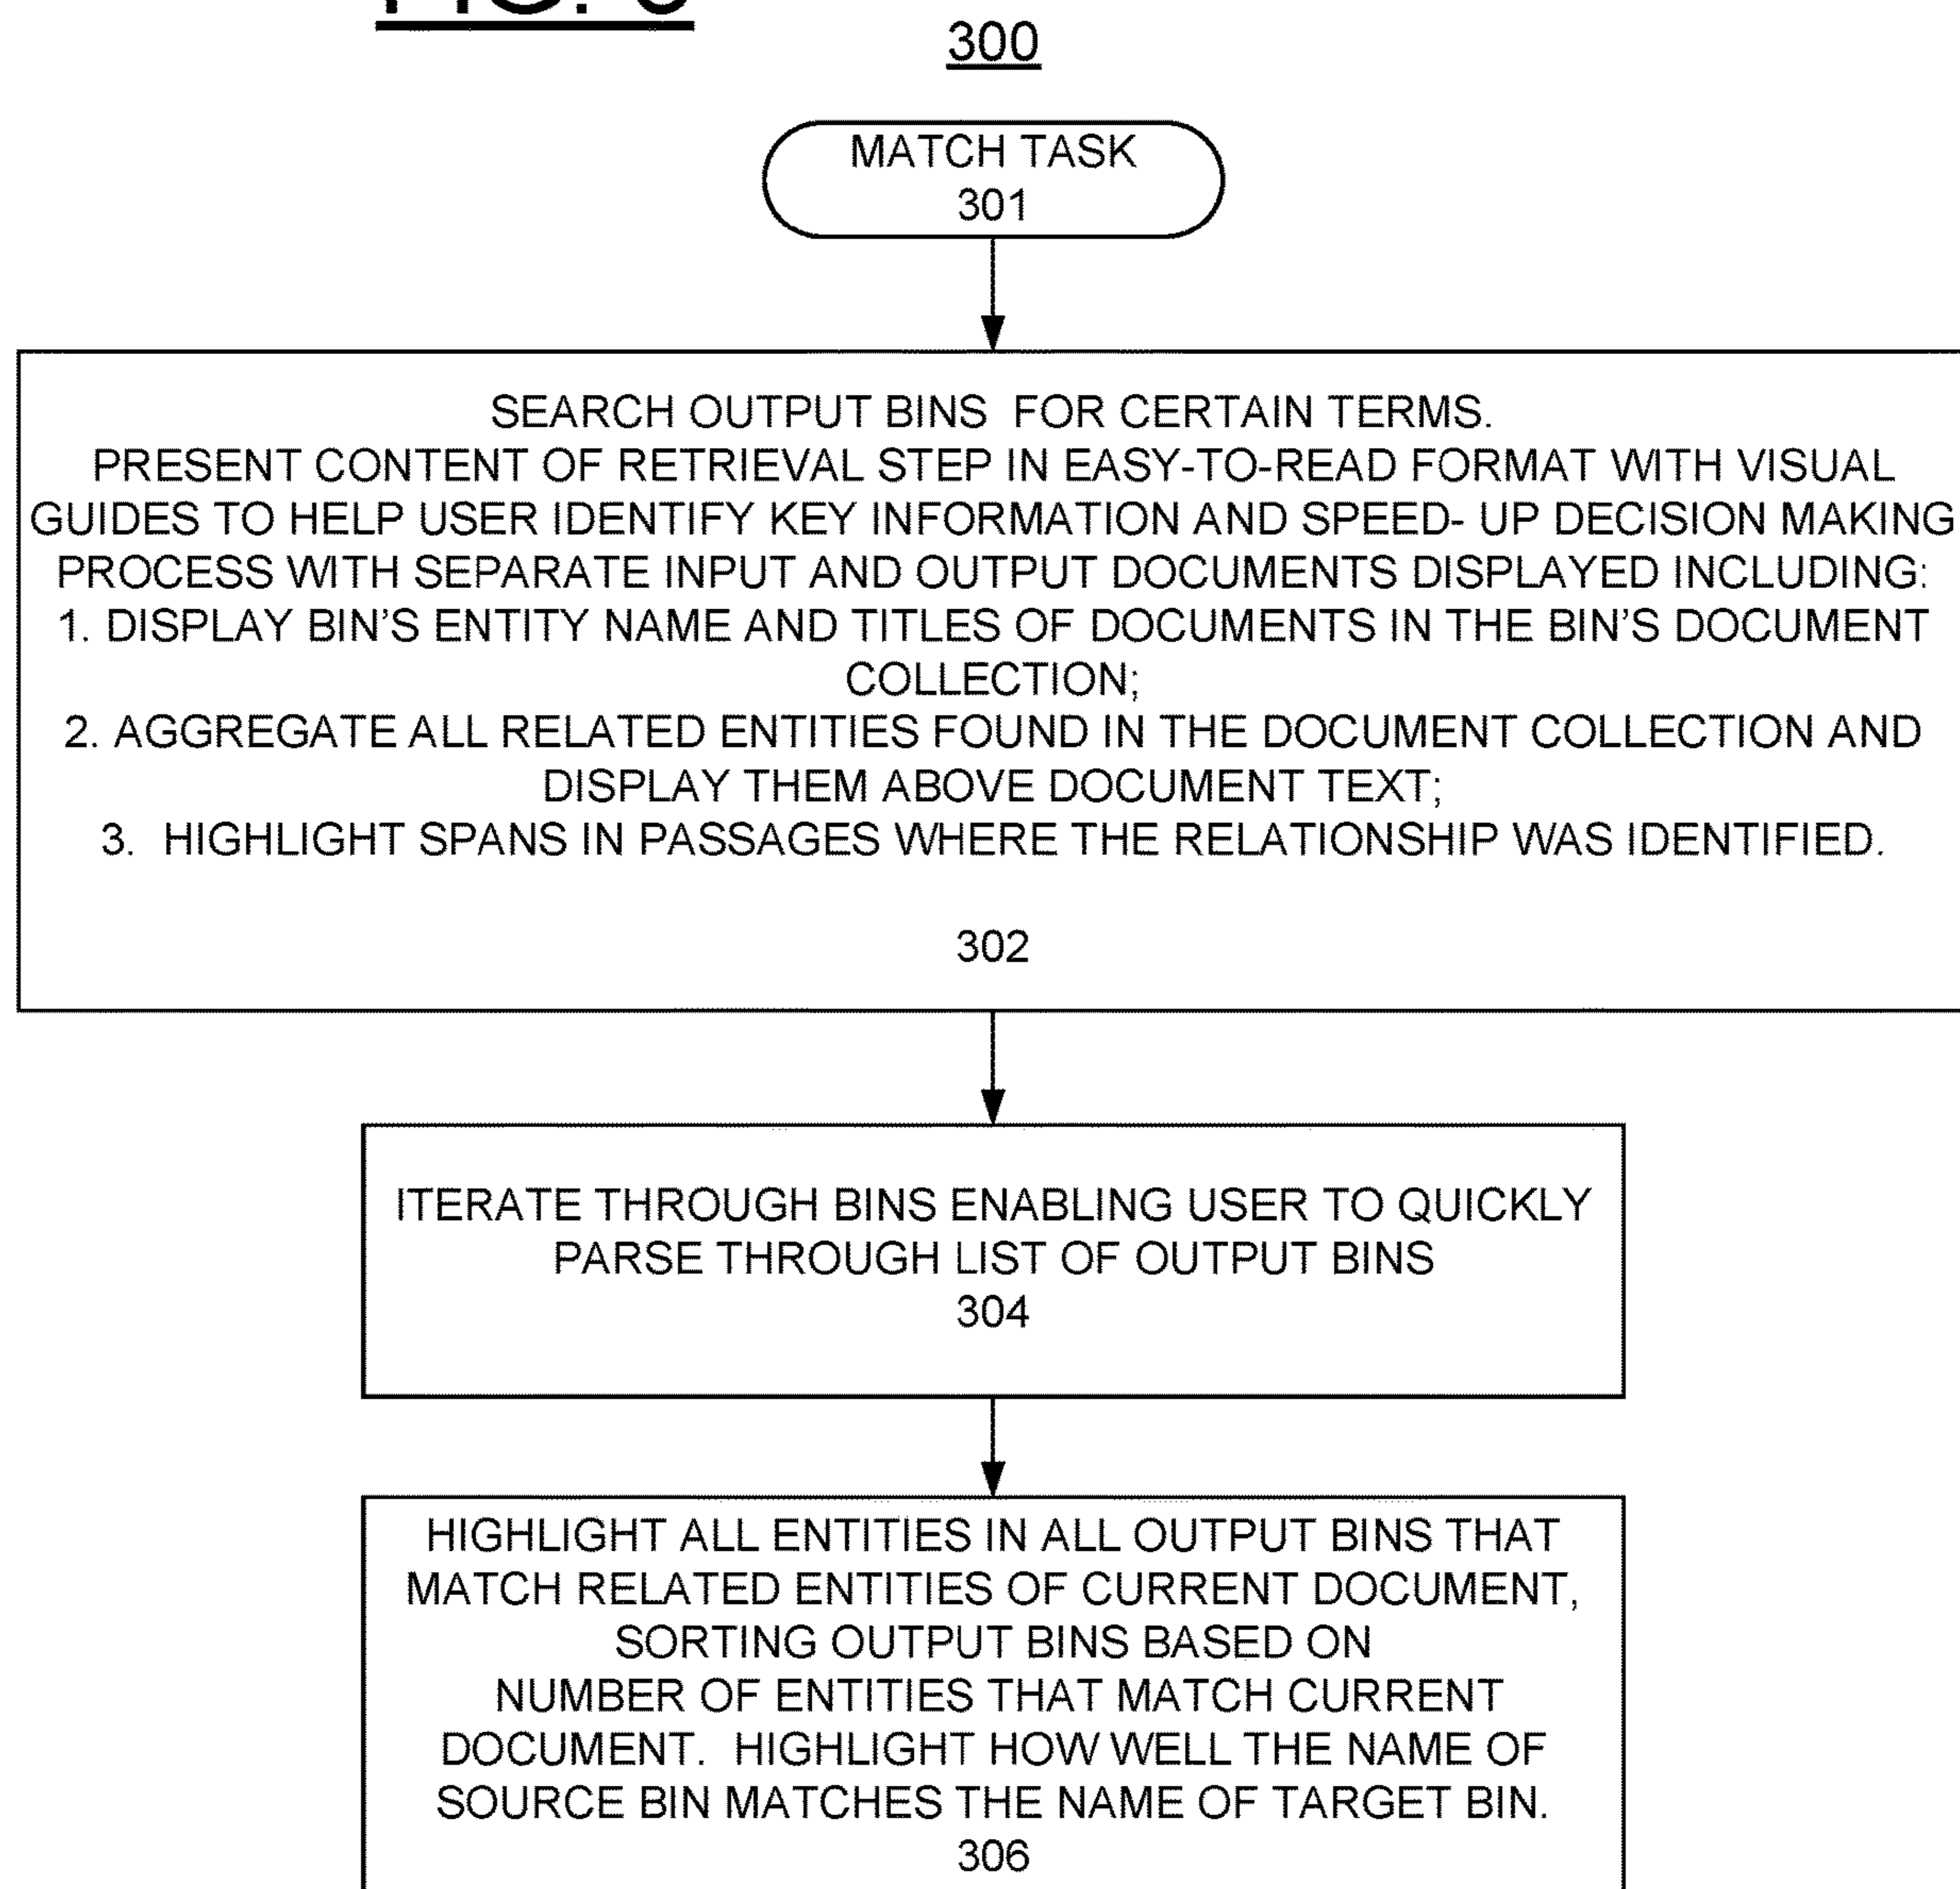 FIG.
300
MATCH TASK
301
SEARCH OUTPUT BINS FOR CERTAIN TERMS.
PRESENT CONTENT OF RETRIEVAL STEP IN EASY-TO-READ FORMAT WITH VISUAL
GUIDES TO HELP USER IDENTIFY KEY INFORMATION AND SPEED- UP DECISION MAKING
PROCESS WITH SEPARATE INPUT AND OUTPUT DOCUMENTS DISPLAYED INCLUDING:
1. DISPLAY BIN'S ENTITY NAME AND TITLES OF DOCUMENTS IN THE BIN'S DOCUMENT
COLLECTION;
2. AGGREGATE ALL RELATED ENTITIES FOUND IN THE DOCUMENT COLLECTION AND
DISPLAY THEM ABOVE DOCUMENT TEXT;
3. HIGHLIGHT SPANS IN PASSAGES WHERE THE RELATIONSHIP WAS IDENTIFIED.
302
ITERATE THROUGH BINS ENABLING USER TO QUICKLY
PARSE THROUGH LIST OF OUTPUT BINS
304
HIGHLIGHT ALL ENTITIES IN ALL OUTPUT BINS THAT
MATCH RELATED ENTITIES OF CURRENT DOCUMENT,
SORTING OUTPUT BINS BASED ON
NUMBER OF ENTITIES THAT MATCH CURRENT
DOCUMENT. HIGHLIGHT HOW WELL THE NAME OF
SOURCE BIN MATCHES THE NAME OF TARGET BIN.
306